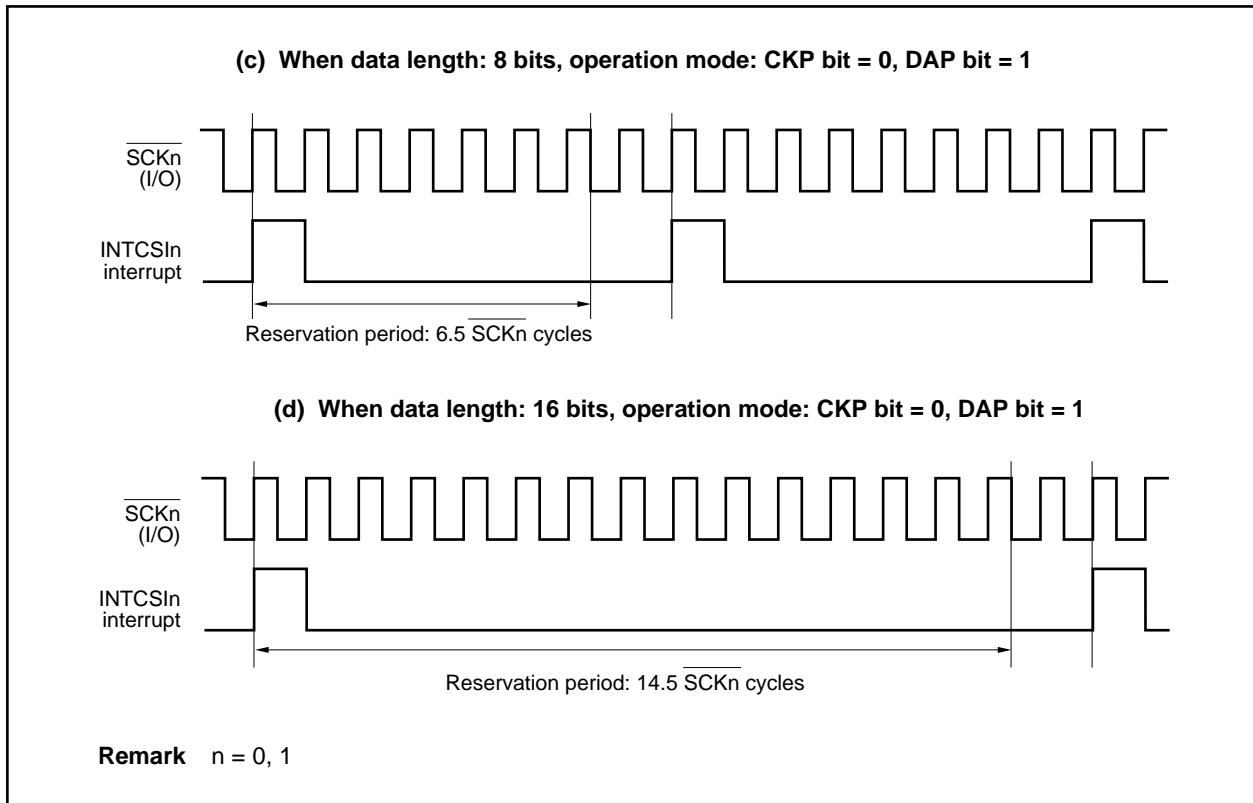 (c) When data length: 8 bits, operation mode: CKP bit = 0, DAP bit = 1
SCKn
(I/O)
INTCSIn
interrupt
Reservation period: 6.5 SCKn cycles
(d) When data length: 16 bits, operation mode: CKP bit = 0, DAP bit = 1
SCKn
(I/O)
INTCSIn
interrupt
Reservation period: 14.5 SCKn cycles
Remark n = 0, 1